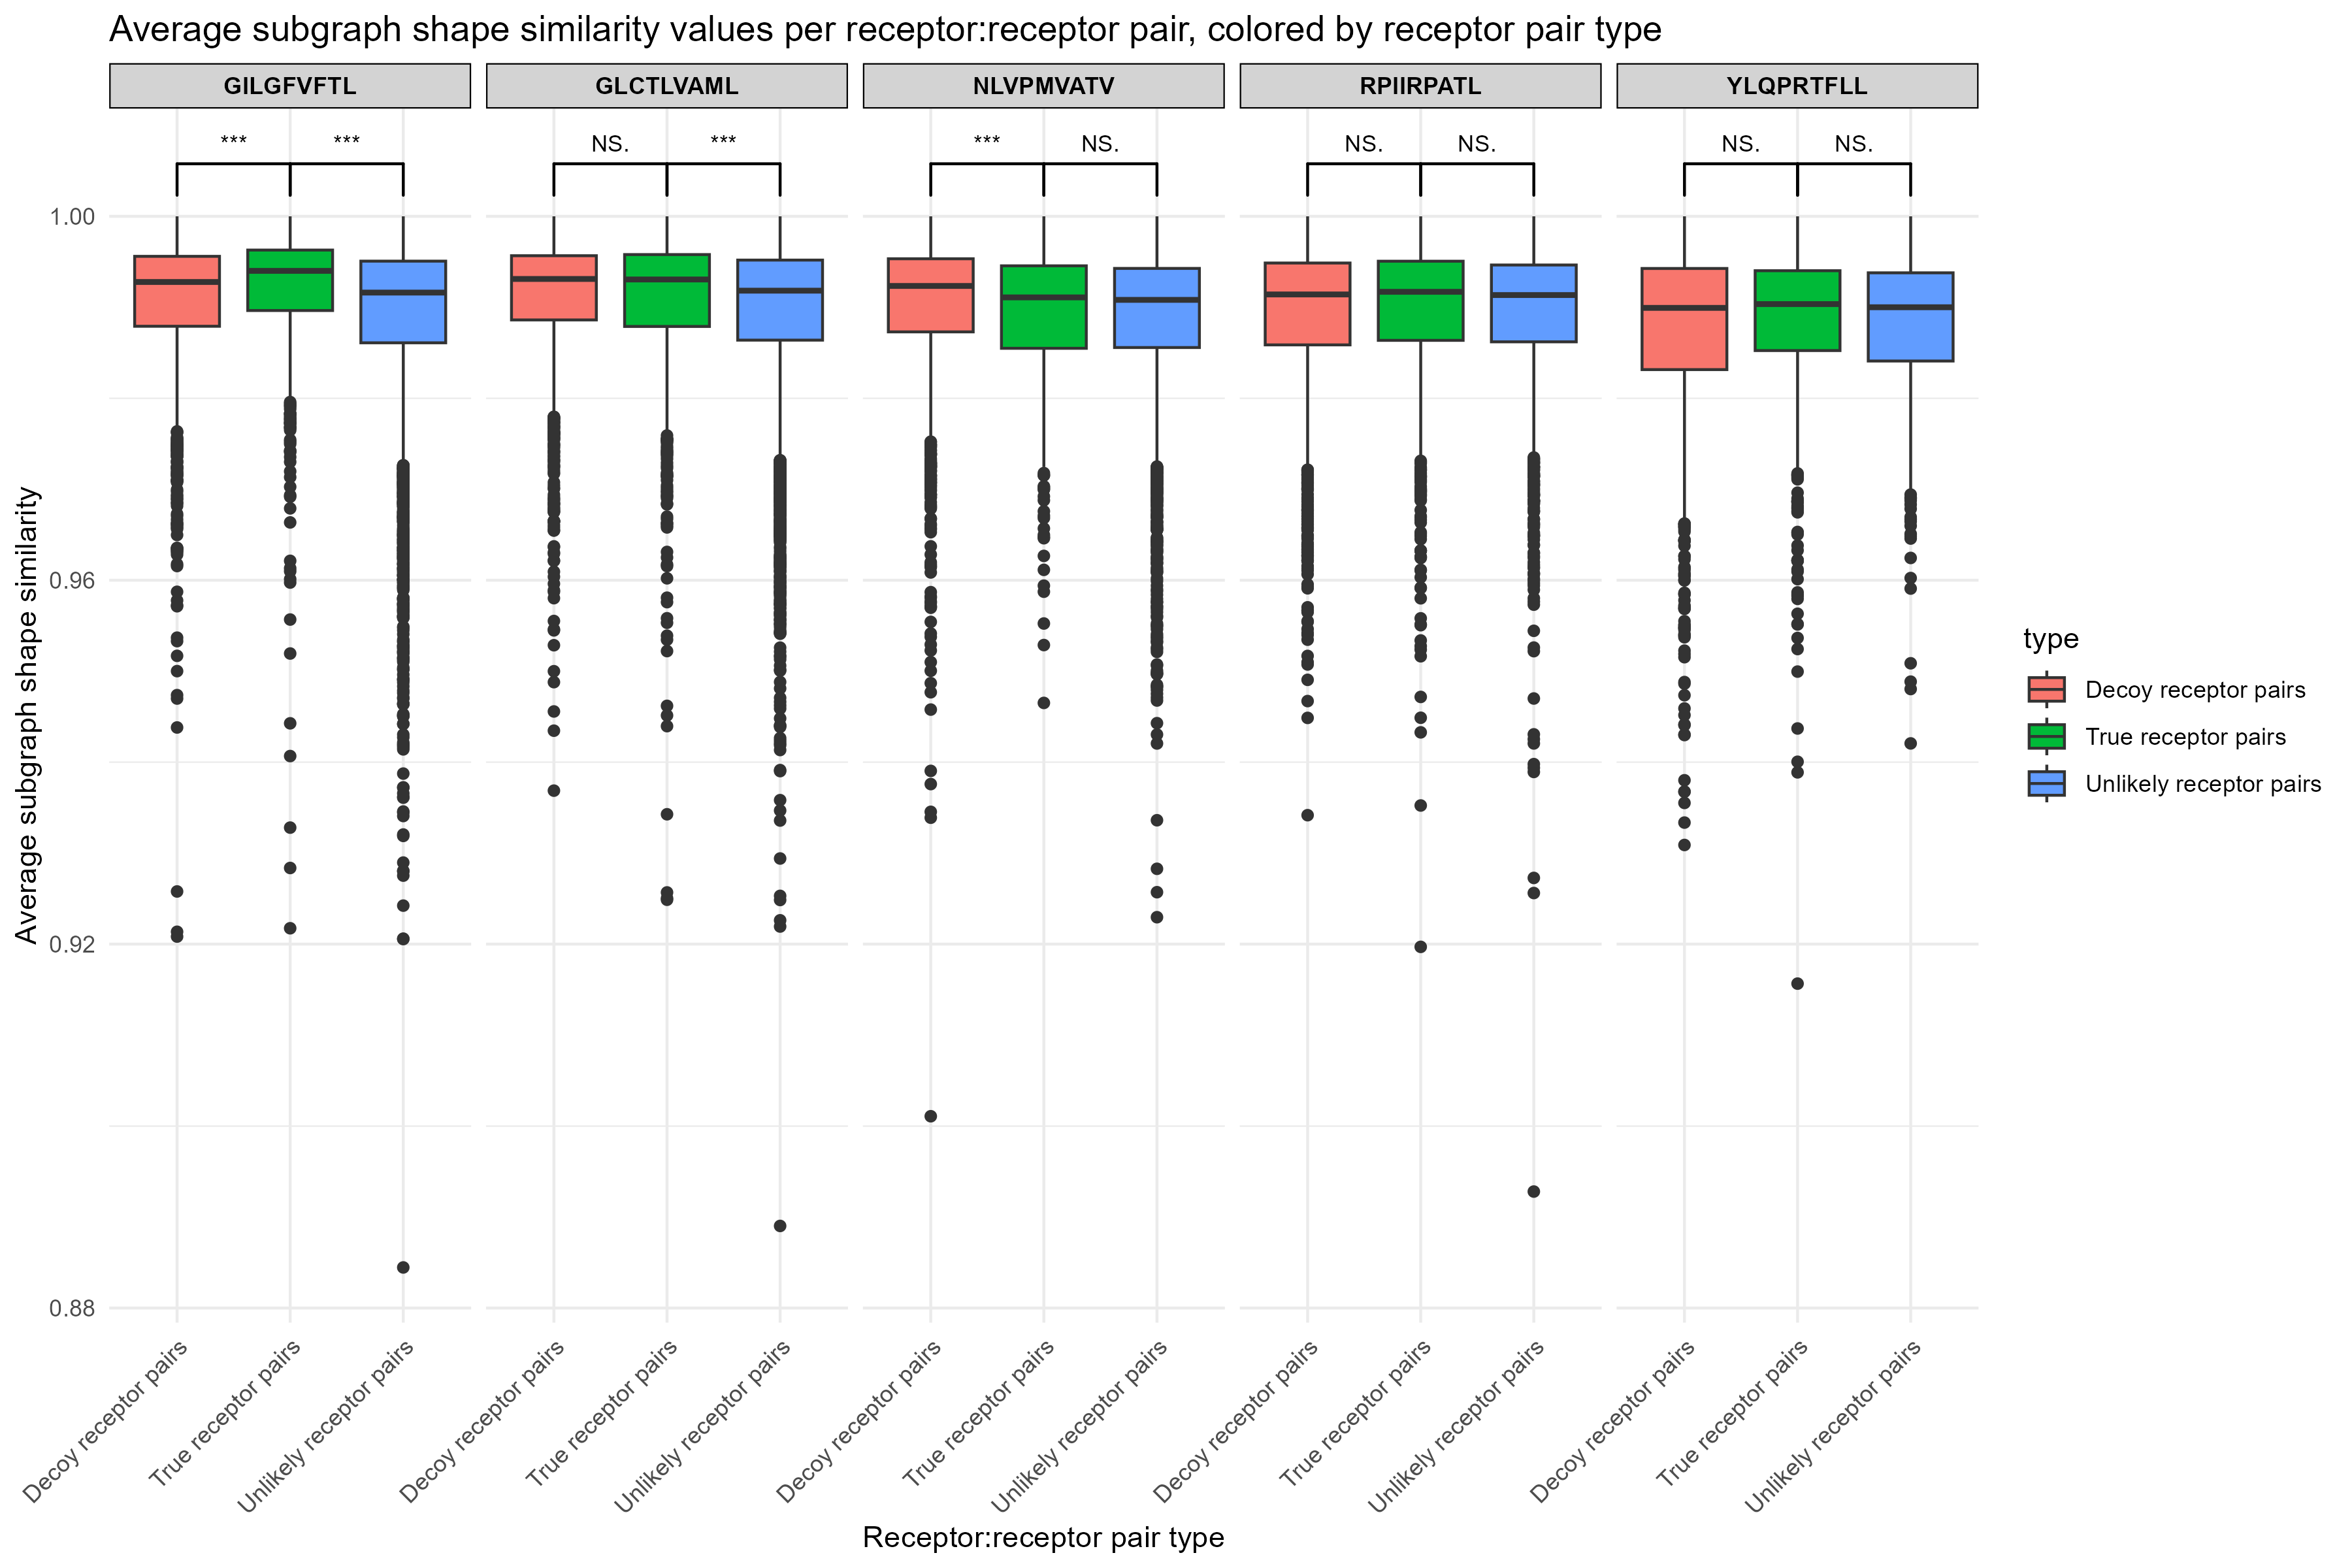 Average subgraph shape similarity values per receptor:receptor pair, colored by receptor pair type
GILGFVFTL GLCTLVAML NLVPMVATV RPIIRPATL YLQPRTFLL
*** *** NS. *** *** NS. NS. NS. NS. NS.
1.00
0.96
0.92
0.88
Average subgraph shape similarity
Decoy receptor pairs
True receptor pairs
Unlikely receptor pairs
Decoy receptor pairs
True receptor pairs
Unlikely receptor pairs
Decoy receptor pairs
True receptor pairs
Unlikely receptor pairs
Decoy receptor pairs
True receptor pairs
Unlikely receptor pairs
Decoy receptor pairs
True receptor pairs
Unlikely receptor pairs
Receptor:receptor pair type
type
Decoy receptor pairs
True receptor pairs
Unlikely receptor pairs